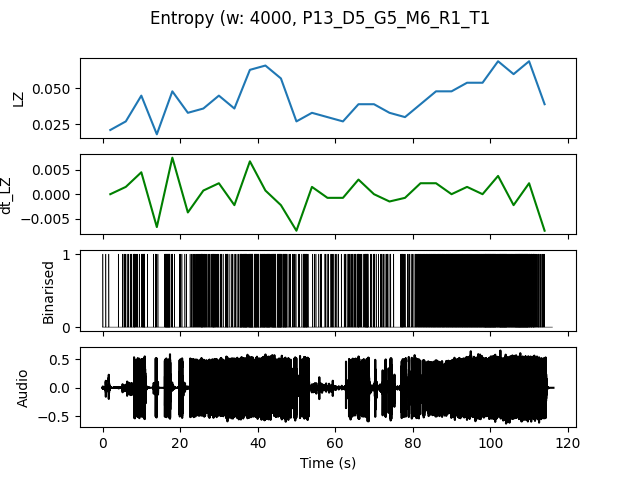 Entropy (w: 4000, P13_D5_G5_M6_R1_T1
LZ
0.050
0.025
dt_LZ
0.005
0.000
−0.005
Binarised
1
0
Audio
0.5
0.0
−0.5
0 20 40 60 80 100 120
Time (s)